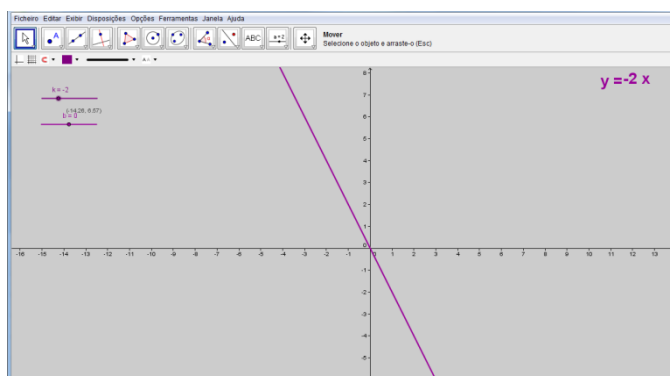 Ficheiro Editar Exibir Disposições Opções Ferramentas Janela Ajuda
ABC
a=2
Mover
Selecione o objeto e arraste-o (Esc)
y =-2 x
k = -2
b = 0
8
7
6
5
4
3
2
1
0
-16 -15 -14 -13 -12 -11 -10 -9 -8 -7 -6 -5 -4 -3 -2 -1 1 2 3 4 5 6 7 8 9 10 11 12 13
-1
-2
-3
-4
-5